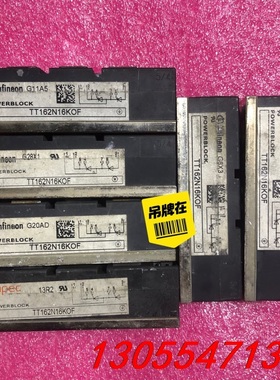 Infineon G11A5
POWERBLOCK
TT162N16KOF
Infineon G28X1
POWERBLOCK
TT162N16KOF
Infineon G20AD
POWERBLOCK
TT162N16KOF
13R2
POWERBLOCK
TT162N16KOF
吊牌在
POWERBLOCK
TT162N16KOF
TT162N16KOF
130554713